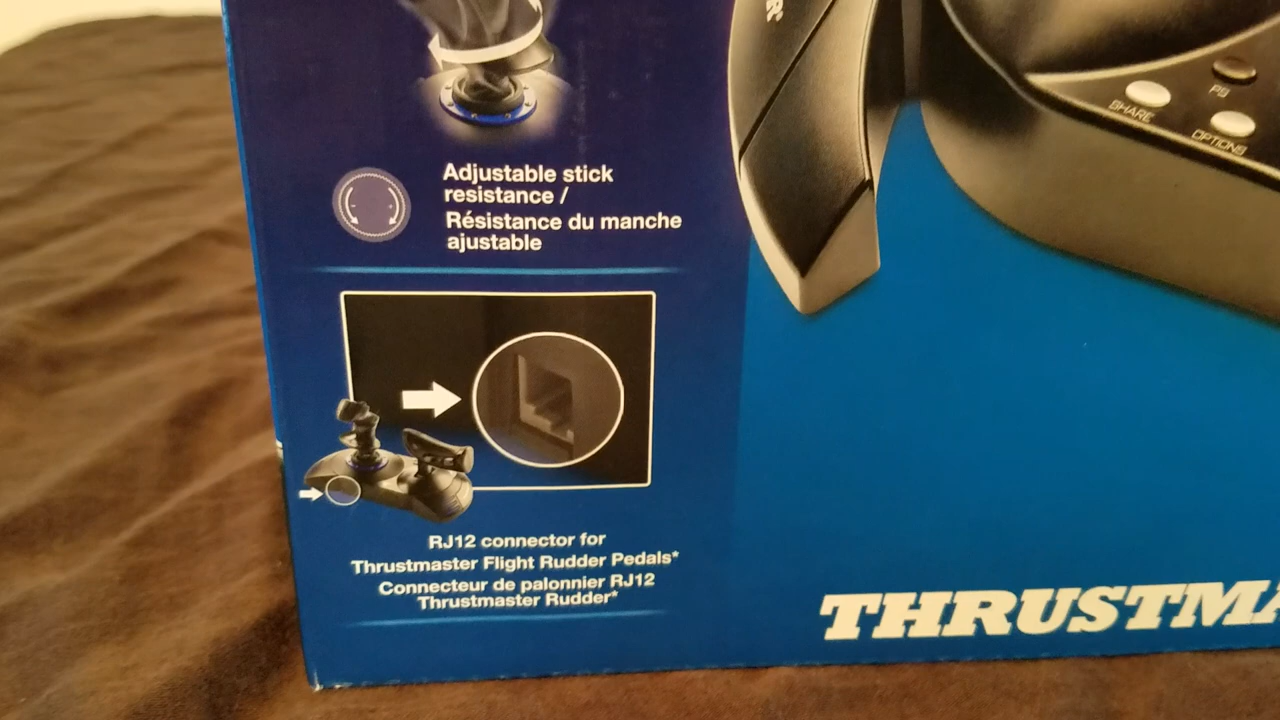 SHARE
PS
OPTIONS
Adjustable stick
resistance /
Résistance du manche
ajustable
RJ12 connector for
Thrustmaster Flight Rudder Pedals*
Connecteur de palonnier RJ12
Thrustmaster Rudder*
THRUSTMA